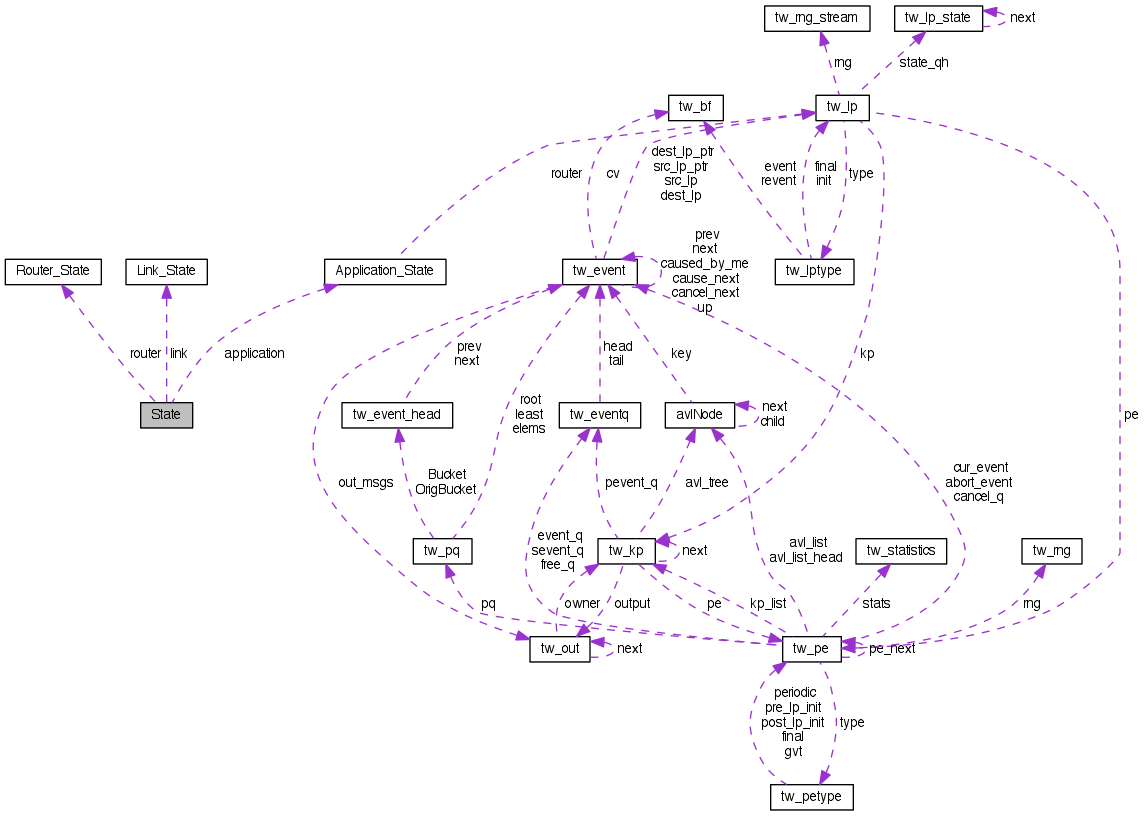 tw_rng_stream
tw_lp_state
next
rng
state_qh
tw_bf
tw_lp
router
cv
dest_lp_ptr
src_lp_ptr
src_lp
dest_lp
event
revent
final
init
type
Router_State
Link_State
Application_State
tw_event
prev
next
caused_by_me
cause_next
cancel_next
up
tw_lptype
router
link
application
prev
next
head
tail
key
kp
State
tw_event_head
root
least
elems
tw_eventq
avlNode
next
child
pe
out_msgs
Bucket
OrigBucket
pevent_q
avl_tree
cur_event
abort_event
cancel_q
tw_pq
event_q
sevent_q
free_q
tw_kp
next
avl_list
avl_list_head
tw_statistics
tw_rng
pq
owner
output
pe
kp_list
stats
rng
tw_out
next
tw_pe
pe_next
periodic
pre_lp_init
post_lp_init
final
gvt
type
tw_petype